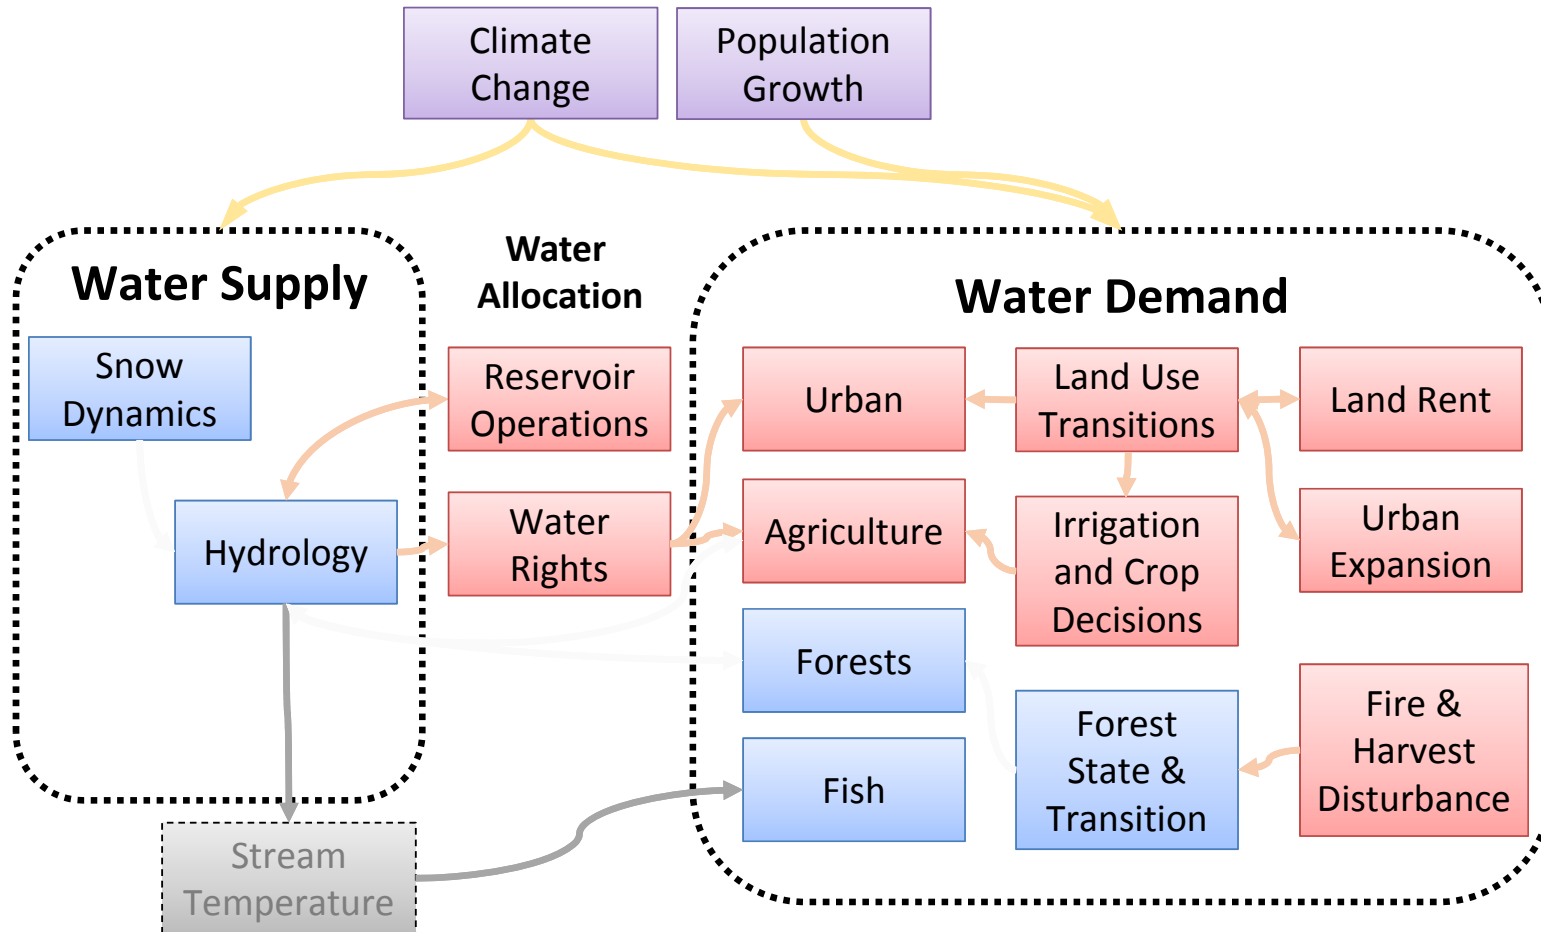 Climate
Change
Population
Growth
Water Supply
Water
Allocation
Water Demand
Snow
Dynamics
Hydrology
Reservoir
Operations
Water
Rights
Urban
Agriculture
Forests
Fish
Land Use
Transitions
Irrigation
and Crop
Decisions
Forest
State &
Transition
Land Rent
Urban
Expansion
Fire &
Harvest
Disturbance
Stream
Temperature